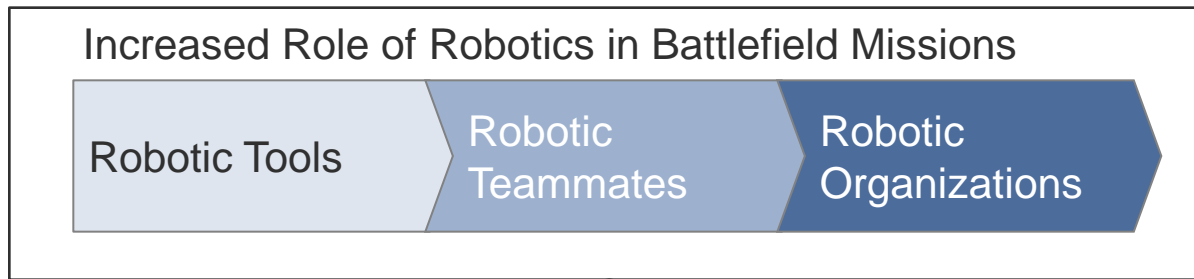 Increased Role of Robotics in Battlefield Missions
Robotic Tools
Robotic
Teammates
Robotic
Organizations